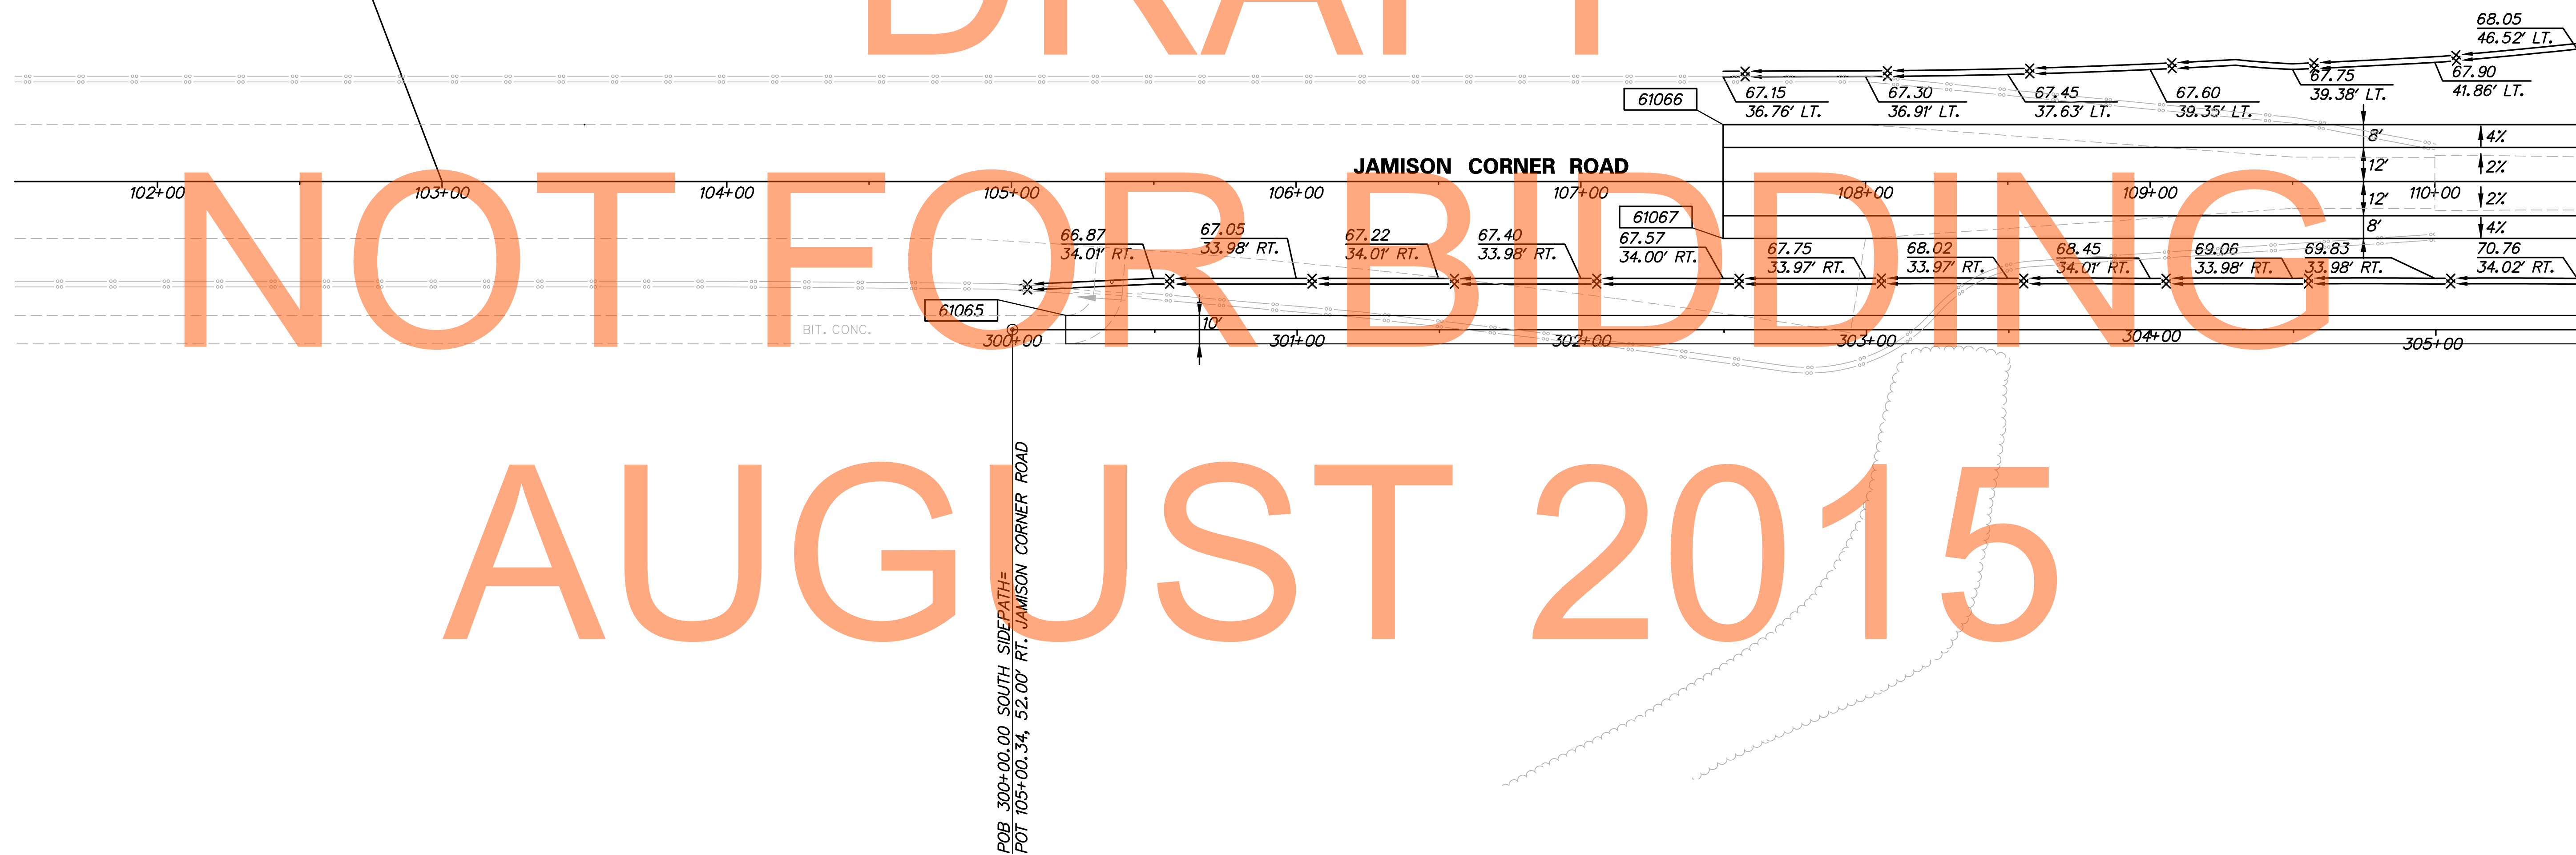 DRAFT
NOT FOR BIDDING
AUGUST 2015
68.05
46.52' LT.
67.15
36.76' LT.
67.30
36.91' LT.
67.45
37.63' LT.
67.60
39.35' LT.
67.75
39.38' LT.
67.90
41.86' LT.
61066
8'
4%
JAMISON CORNER ROAD
12'
2%
102+00
103+00
104+00
105+00
106+00
107+00
108+00
109+00
110+00
12'
2%
61067
8'
4%
66.87
34.01' RT.
67.05
33.98' RT.
67.22
34.01' RT.
67.40
33.98' RT.
67.57
34.00' RT.
67.75
33.97' RT.
68.02
33.97' RT.
68.45
34.01' RT.
69.06
33.98' RT.
69.83
33.98' RT.
70.76
34.02' RT.
61065
BIT. CONC.
10'
300+00
301+00
302+00
303+00
304+00
305+00
POB 300+00.00 SOUTH SIDEPATH=
POT 105+00.34, 52.00' RT. JAMISON CORNER ROAD